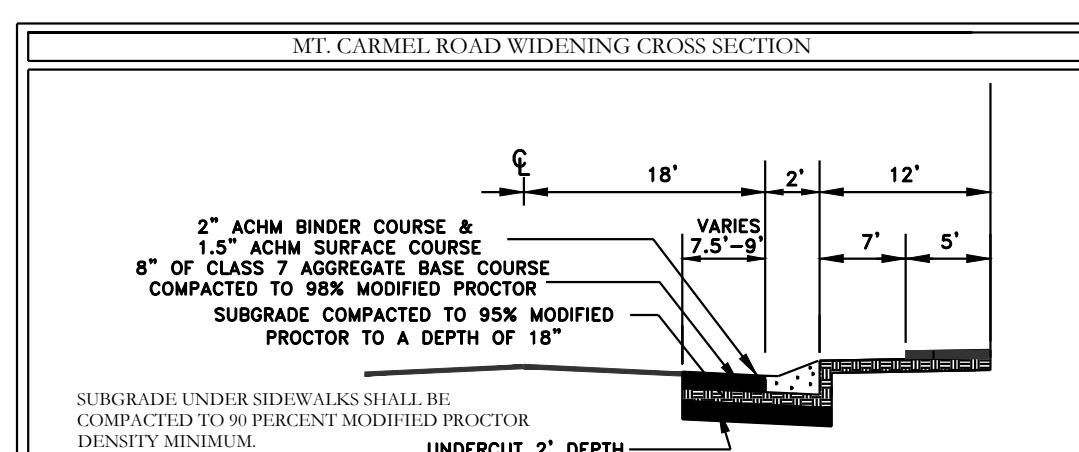 MT. CARMEL ROAD WIDENING CROSS SECTION
℄
18'
2'
12'
2" ACHM BINDER COURSE &
1.5" ACHM SURFACE COURSE
8" OF CLASS 7 AGGREGATE BASE COURSE
COMPACTED TO 98% MODIFIED PROCTOR
SUBGRADE COMPACTED TO 95% MODIFIED
PROCTOR TO A DEPTH OF 18"
VARIES
7.5'-9'
7'
5'
SUBGRADE UNDER SIDEWALKS SHALL BE
COMPACTED TO 90 PERCENT MODIFIED PROCTOR
DENSITY MINIMUM.
UNDERCUT 2' DEPTH